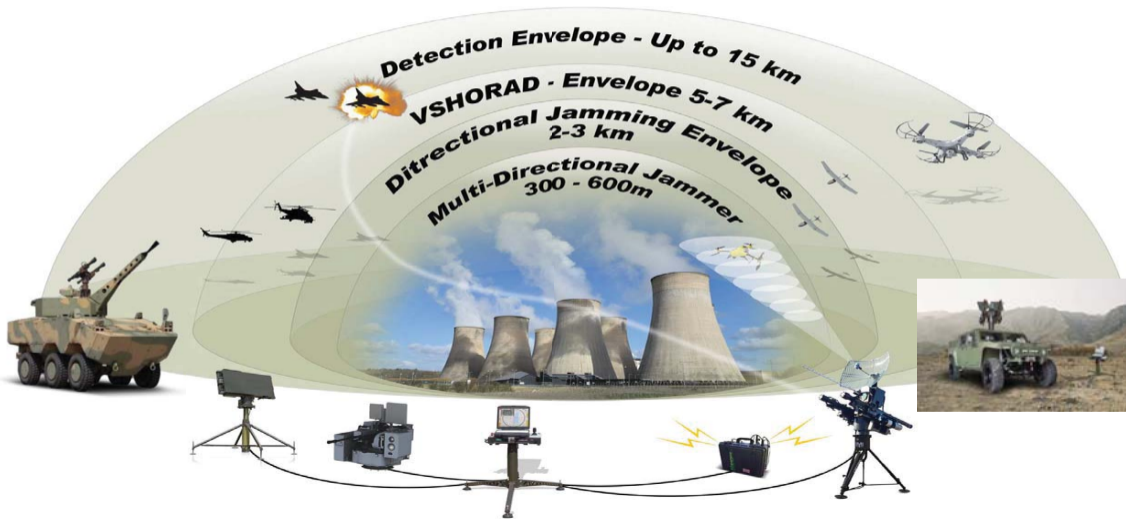 Detection Envelope - Up to 15 km
VSHORAD - Envelope 5-7 km
Ditrectional Jamming Envelope
2-3 km
Multi-Directional Jammer
300 - 600m